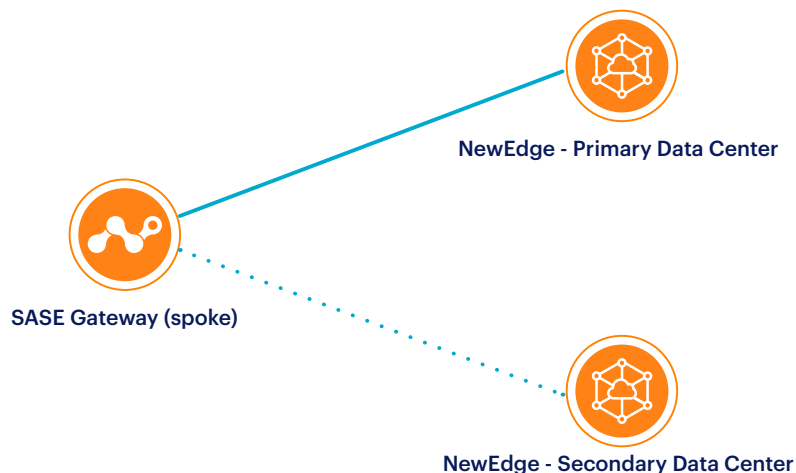 NewEdge - Primary Data Center
SASE Gateway (spoke)
NewEdge - Secondary Data Center